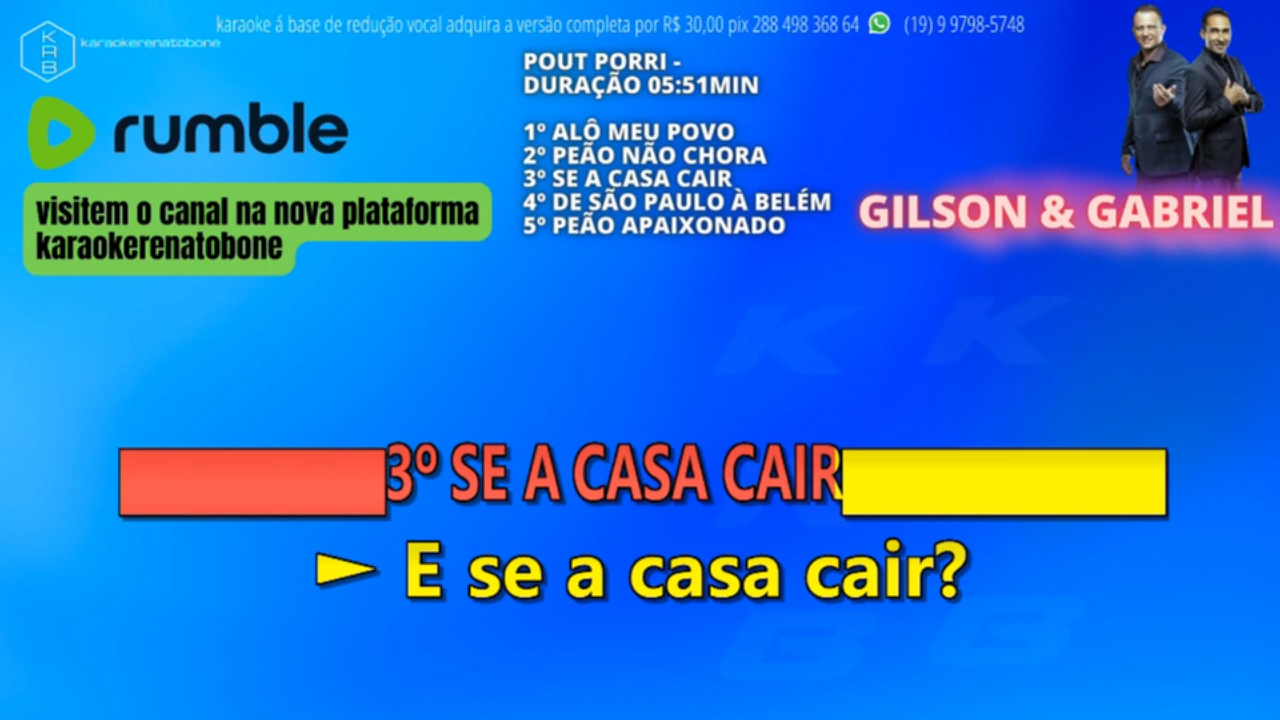 karaoke á base de redução vocal adquira a versão completa por R$ 30,00 pix 288 498 368 64 (19) 9 9798-5748
KRB
karaokerenatobone
rumble
visitem o canal na nova plataforma
karaokerenatobone
POUT PORRI -
DURAÇÃO 05:51MIN
1º ALÔ MEU POVO
2º PEÃO NÃO CHORA
3º SE A CASA CAIR
4º DE SÃO PAULO À BELÉM
5º PEÃO APAIXONADO
GILSON & GABRIEL
K K
3º SE A CASA CAIR
E se a casa cair?
B B